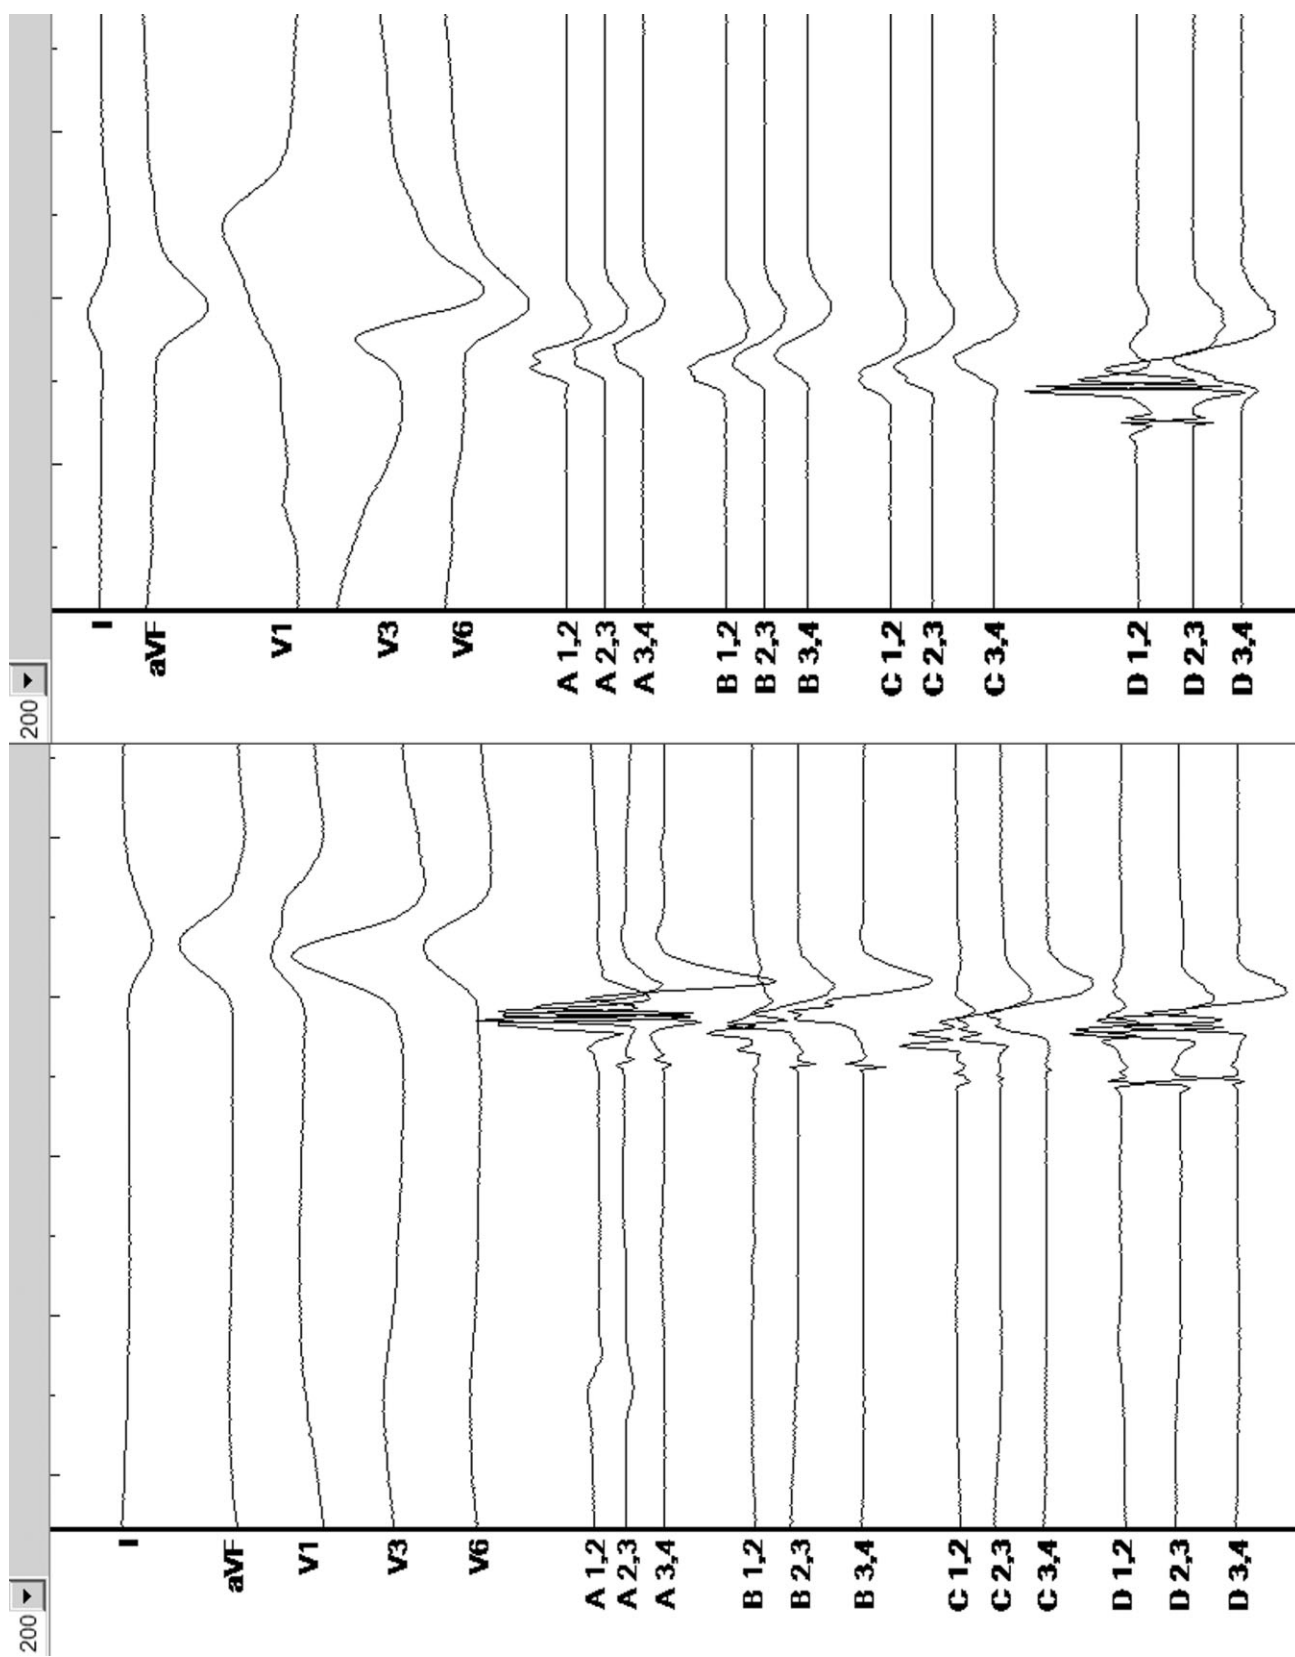 200
I
aVF
V1
V3
V6
A 1,2
A 2,3
A 3,4
B 1,2
B 2,3
B 3,4
C 1,2
C 2,3
C 3,4
D 1,2
D 2,3
D 3,4
200
I
aVF
V1
V3
V6
A 1,2
A 2,3
A 3,4
B 1,2
B 2,3
B 3,4
C 1,2
C 2,3
C 3,4
D 1,2
D 2,3
D 3,4